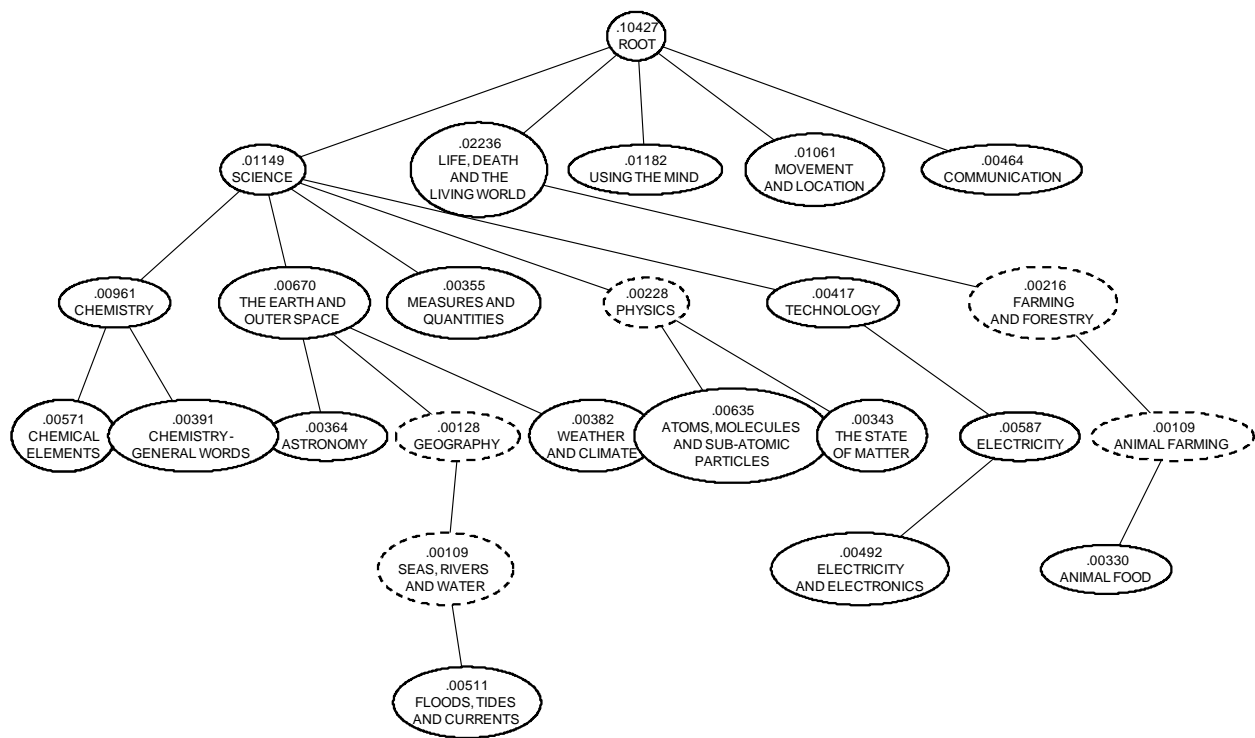 .10427
ROOT
.01149
SCIENCE
.02236
LIFE, DEATH
AND THE
LIVING WORLD
.01182
USING THE MIND
.01061
MOVEMENT
AND LOCATION
.00464
COMMUNICATION
.00961
CHEMISTRY
.00670
THE EARTH AND
OUTER SPACE
.00355
MEASURES AND
QUANTITIES
.00228
PHYSICS
.00417
TECHNOLOGY
.00216
FARMING
AND FORESTRY
.00571
CHEMICAL
ELEMENTS
.00391
CHEMISTRY-
GENERAL WORDS
.00364
ASTRONOMY
.00128
GEOGRAPHY
.00382
WEATHER
AND CLIMATE
.00635
ATOMS, MOLECULES
AND SUB-ATOMIC
PARTICLES
.00343
THE STATE
OF MATTER
.00587
ELECTRICITY
.00109
ANIMAL FARMING
.00109
SEAS, RIVERS
AND WATER
.00492
ELECTRICITY
AND ELECTRONICS
.00330
ANIMAL FOOD
.00511
FLOODS, TIDES
AND CURRENTS